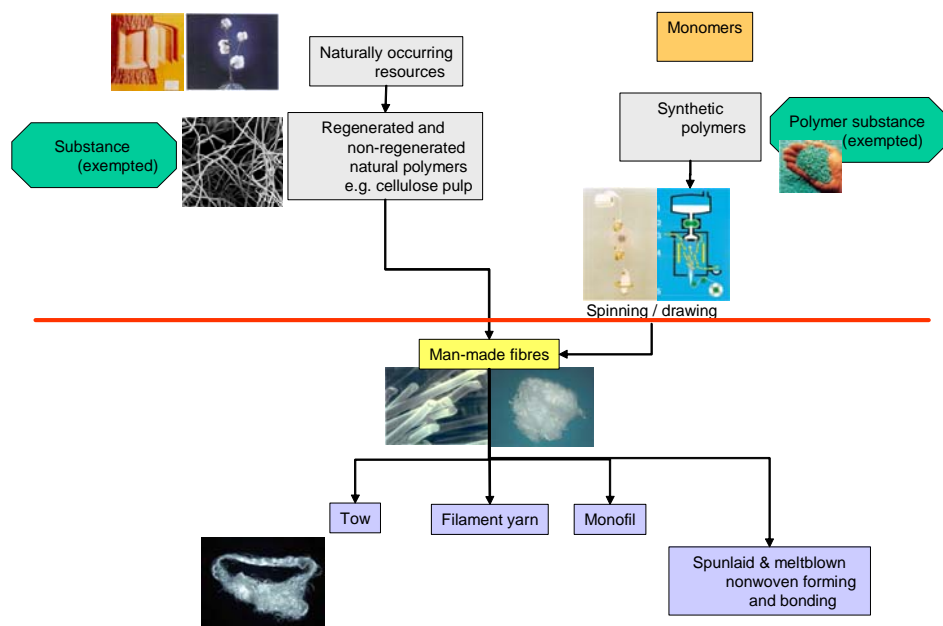 Naturally occurring
resources
Monomers
Substance
(exempted)
Regenerated and
non-regenerated
natural polymers
e.g. cellulose pulp
Synthetic
polymers
Polymer substance
(exempted)
Spinning / drawing
Man-made fibres
Tow
Filament yarn
Monofil
Spunlaid & meltblown
nonwoven forming
and bonding